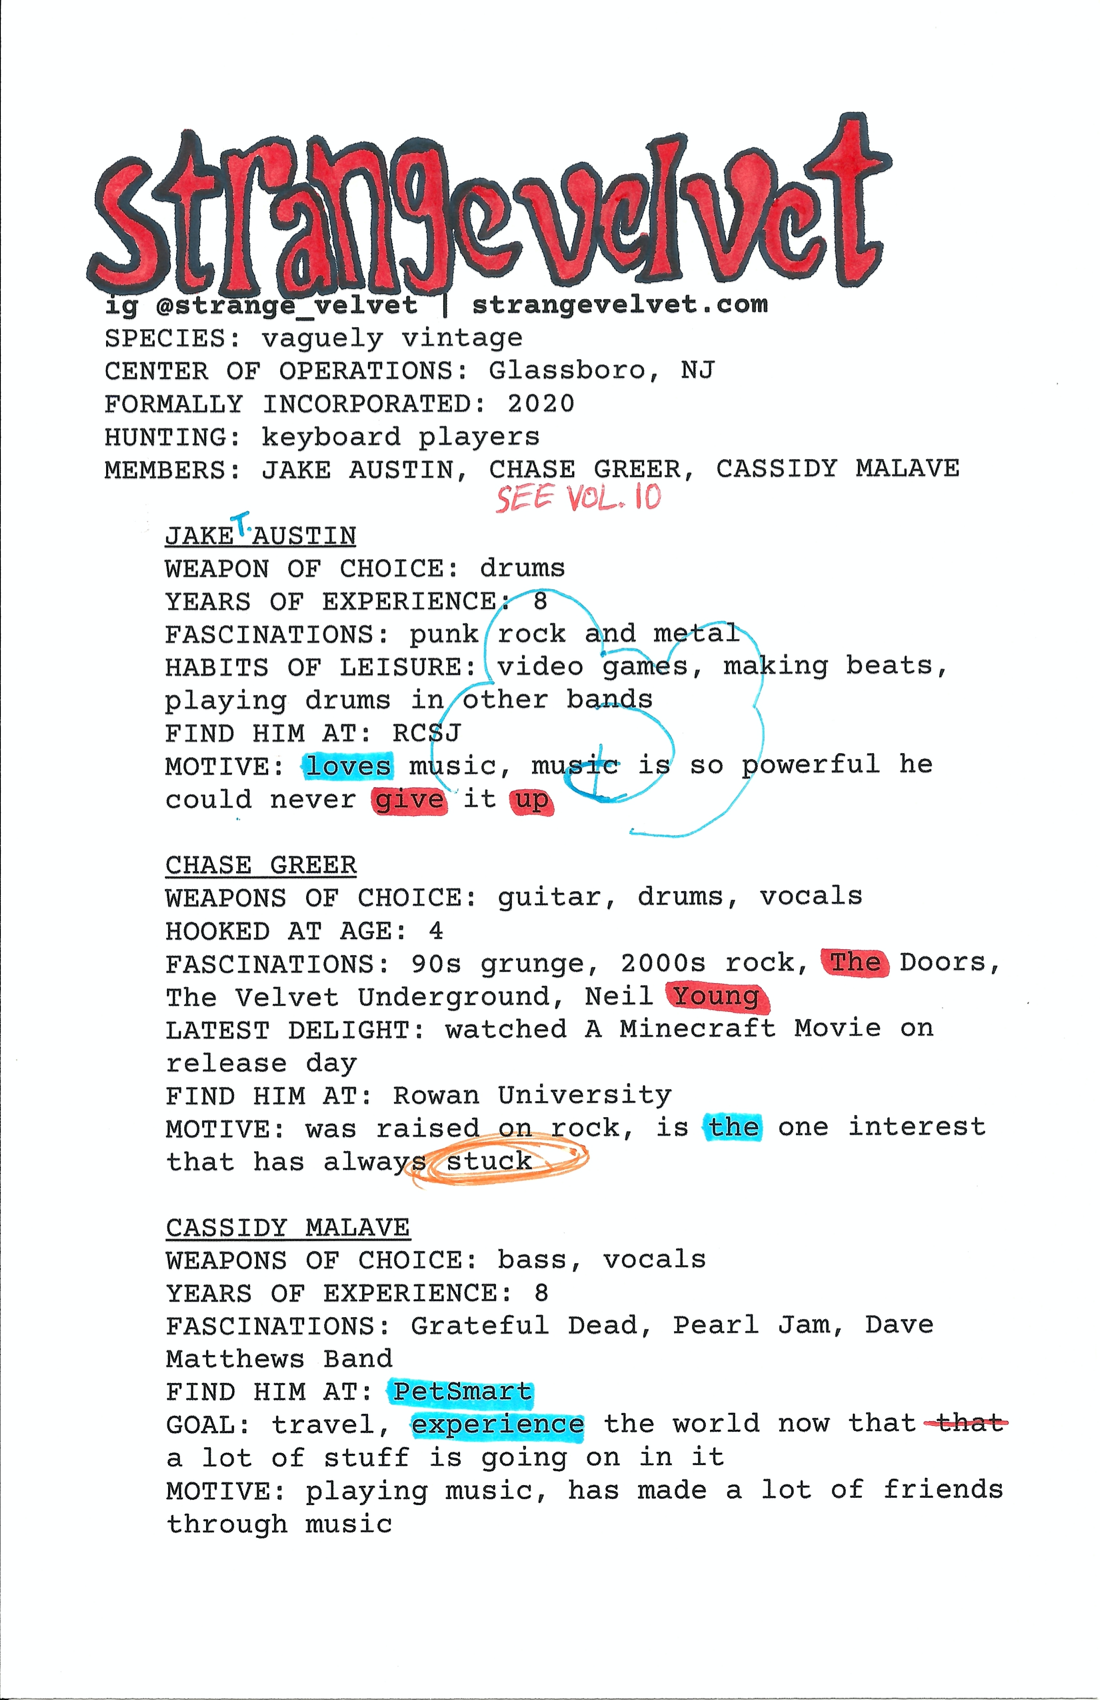 strangevelvet
ig @strange_velvet | strangevelvet.com
SPECIES: vaguely vintage
CENTER OF OPERATIONS: Glassboro, NJ
FORMALLY INCORPORATED: 2020
HUNTING: keyboard players
MEMBERS: JAKE AUSTIN, CHASE GREER, CASSIDY MALAVE
SEE VOL. 10
JAKE T. AUSTIN
WEAPON OF CHOICE: drums
YEARS OF EXPERIENCE: 8
FASCINATIONS: punk rock and metal
HABITS OF LEISURE: video games, making beats,
playing drums in other bands
FIND HIM AT: RCSJ
MOTIVE: loves music, music is so powerful he
could never give it up
CHASE GREER
WEAPONS OF CHOICE: guitar, drums, vocals
HOOKED AT AGE: 4
FASCINATIONS: 90s grunge, 2000s rock, The Doors,
The Velvet Underground, Neil Young
LATEST DELIGHT: watched A Minecraft Movie on
release day
FIND HIM AT: Rowan University
MOTIVE: was raised on rock, is the one interest
that has always stuck
CASSIDY MALAVE
WEAPONS OF CHOICE: bass, vocals
YEARS OF EXPERIENCE: 8
FASCINATIONS: Grateful Dead, Pearl Jam, Dave
Matthews Band
FIND HIM AT: PetSmart
GOAL: travel, experience the world now that that
a lot of stuff is going on in it
MOTIVE: playing music, has made a lot of friends
through music